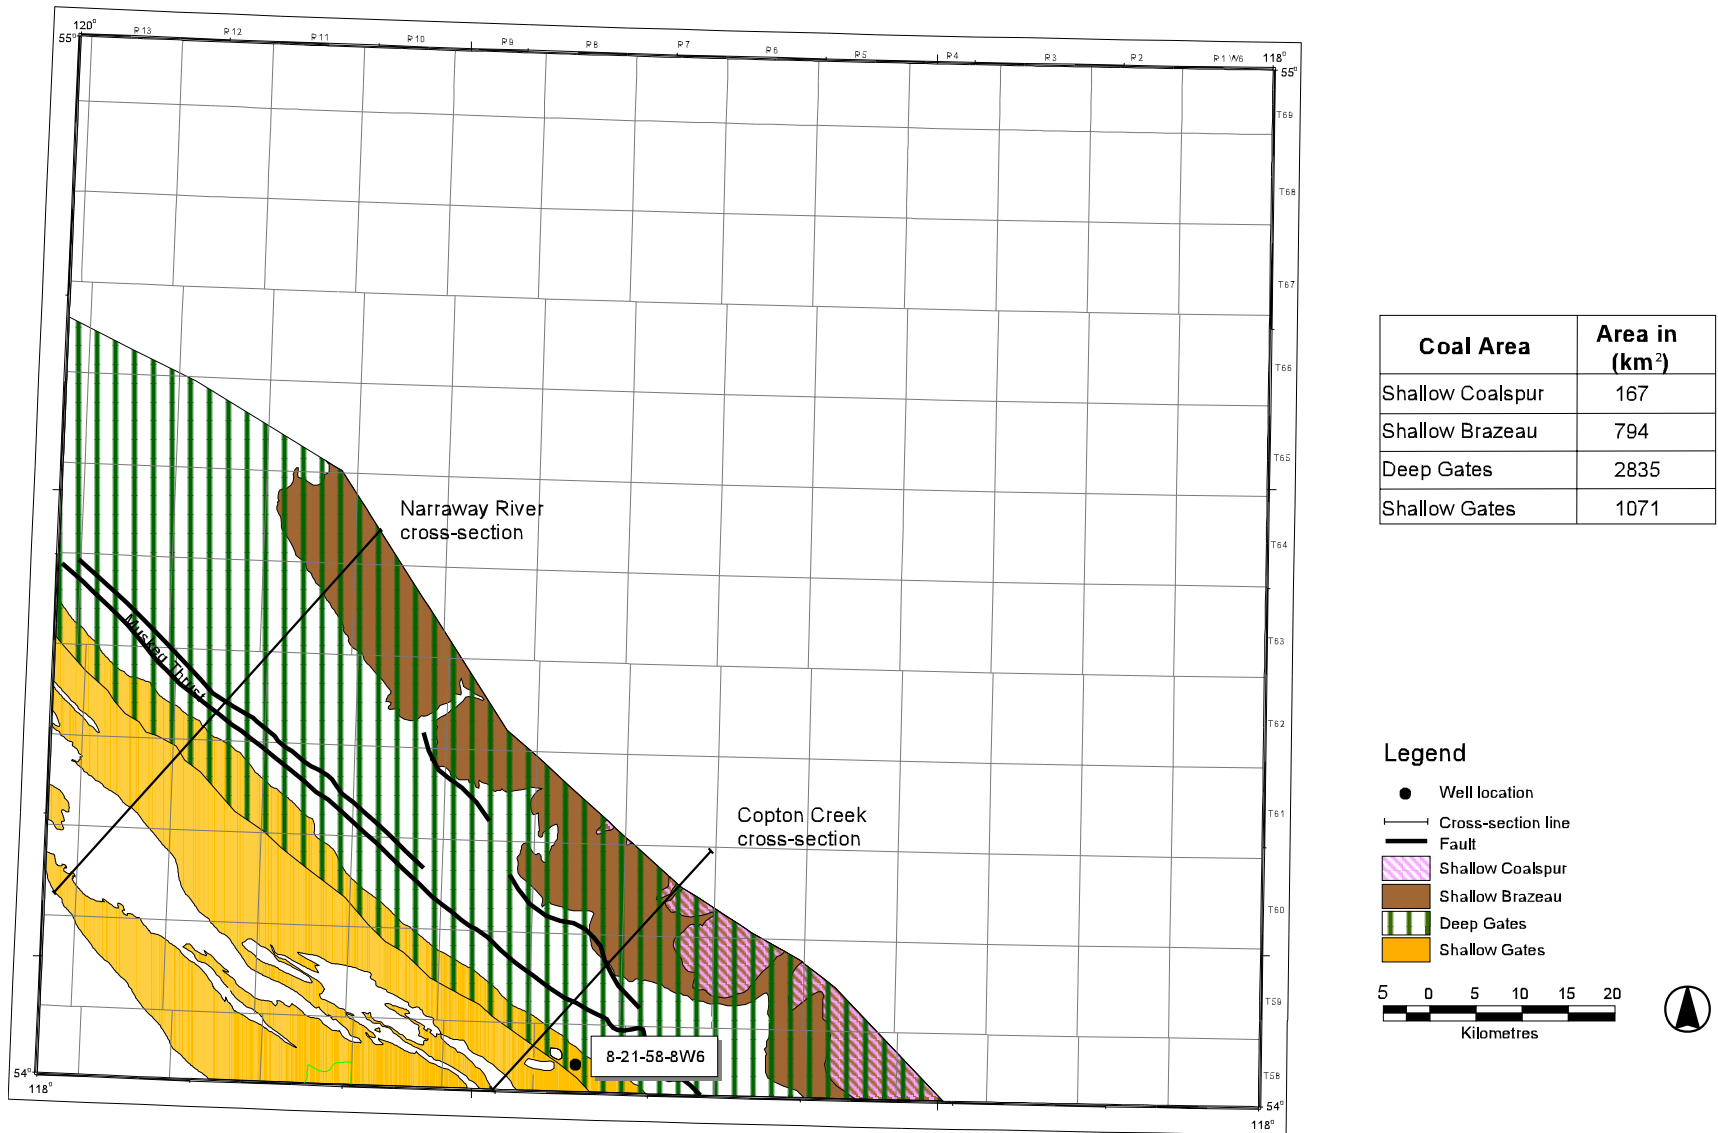 120°
55°
R 13
R 12
R 11
R 10
R 9
R 8
R 7
R 6
R 5
R 4
R 3
R 2
R 1 W6
118°
55°
T69
T68
T67
T66
T65
T64
T63
T62
T61
T60
T59
T58
Narraway River
cross-section
Muskeg Thrust
Copton Creek
cross-section
8-21-58-8W6
54°
118°
54°
118°
Coal Area Area in (km²)
Shallow Coalspur 167
Shallow Brazeau 794
Deep Gates 2835
Shallow Gates 1071
Legend
Well location
Cross-section line
Fault
Shallow Coalspur
Shallow Brazeau
Deep Gates
Shallow Gates
5 0 5 10 15 20
Kilometres